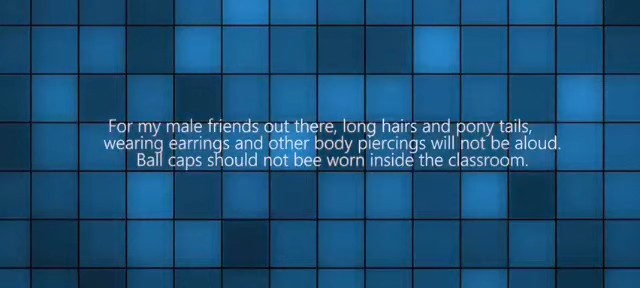 For my male friends out there, long hairs and pony tails,
wearing earrings and other body piercings will not be aloud.
Ball caps should not bee worn inside the classroom.